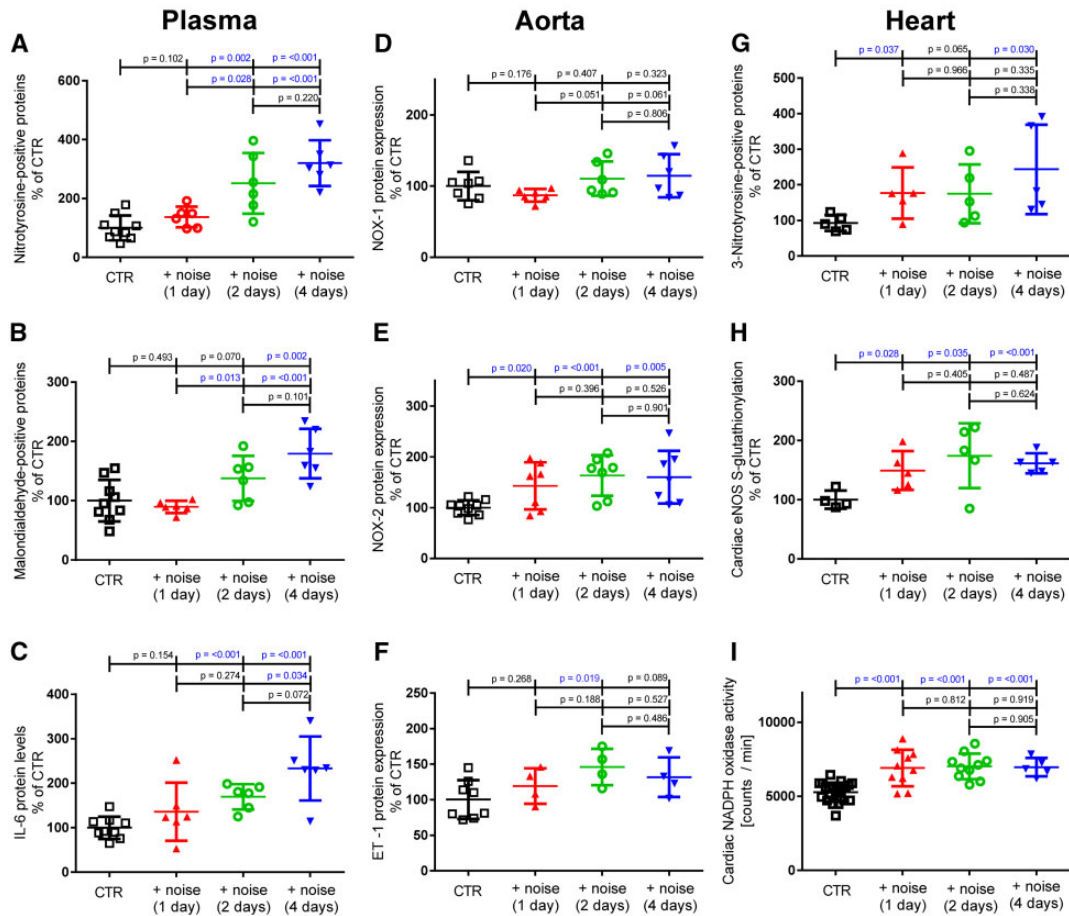 Plasma
Aorta
Heart
A
p = 0.102
p = 0.002
p = <0.001
p = 0.028
p = <0.001
p = 0.220
Nitrotyrosine-positive proteins
% of CTR
600
400
200
0
CTR
+ noise
(1 day)
+ noise
(2 days)
+ noise
(4 days)
D
p = 0.176
p = 0.407
p = 0.323
p = 0.051
p = 0.061
p = 0.806
NOX-1 protein expression
% of CTR
100
0
CTR
+ noise
(1 day)
+ noise
(2 days)
+ noise
(4 days)
G
p = 0.037
p = 0.065
p = 0.030
p = 0.966
p = 0.335
p = 0.338
3-Nitrotyrosine-positive proteins
% of CTR
500
400
300
200
100
0
CTR
+ noise
(1 day)
+ noise
(2 days)
+ noise
(4 days)
B
p = 0.493
p = 0.070
p = 0.002
p = 0.013
p = <0.001
p = 0.101
Malondialdehyde-positive proteins
% of CTR
300
200
100
0
CTR
+ noise
(1 day)
+ noise
(2 days)
+ noise
(4 days)
E
p = 0.020
p = <0.001
p = 0.005
p = 0.396
p = 0.526
p = 0.901
NOX-2 protein expression
% of CTR
300
200
100
0
CTR
+ noise
(1 day)
+ noise
(2 days)
+ noise
(4 days)
H
p = 0.028
p = 0.035
p = <0.001
p = 0.405
p = 0.487
p = 0.624
Cardiac eNOS S-glutathionylation
% of CTR
300
200
100
0
CTR
+ noise
(1 day)
+ noise
(2 days)
+ noise
(4 days)
C
p = 0.154
p = <0.001
p = <0.001
p = 0.274
p = 0.034
p = 0.072
IL-6 protein levels
% of CTR
400
300
200
100
0
CTR
+ noise
(1 day)
+ noise
(2 days)
+ noise
(4 days)
F
p = 0.268
p = 0.019
p = 0.089
p = 0.188
p = 0.527
p = 0.486
ET -1 protein expression
% of CTR
200
150
100
50
0
CTR
+ noise
(1 day)
+ noise
(2 days)
+ noise
(4 days)
I
p = <0.001
p = <0.001
p = <0.001
p = 0.812
p = 0.919
p = 0.905
Cardiac NADPH oxidase activity
[counts / min]
10000
5000
0
CTR
+ noise
(1 day)
+ noise
(2 days)
+ noise
(4 days)